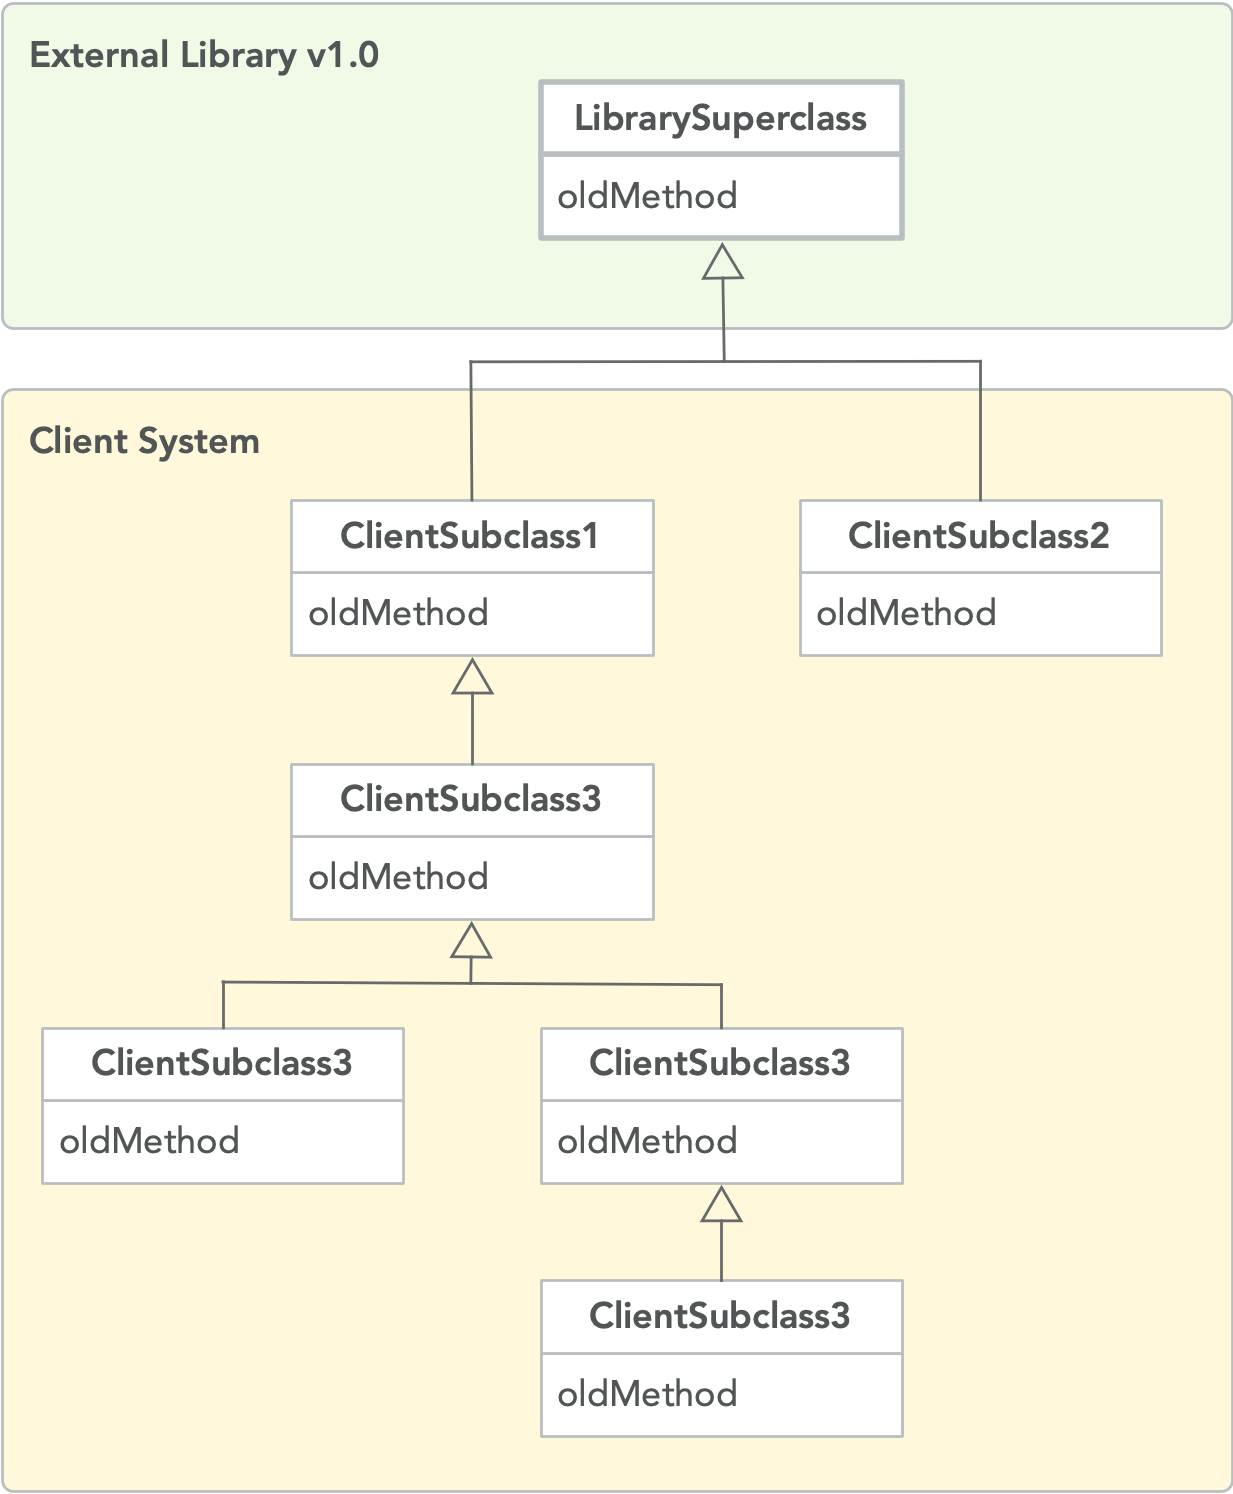 External Library v1.0
LibrarySuperclass
oldMethod
Client System
ClientSubclass1
oldMethod
ClientSubclass2
oldMethod
ClientSubclass3
oldMethod
ClientSubclass3
oldMethod
ClientSubclass3
oldMethod
ClientSubclass3
oldMethod